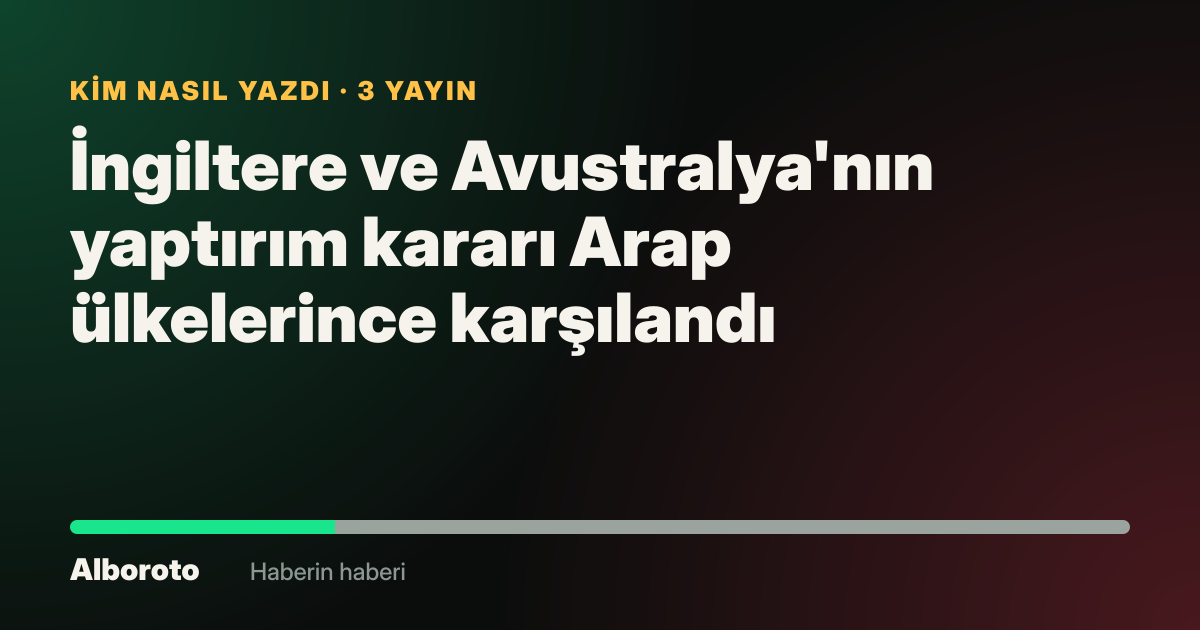 KİM NASIL YAZDI · 3 YAYIN
İngiltere ve Avustralya'nın
yaptırım kararı Arap
ülkelerince karşılandı
Alboroto
Haberin haberi